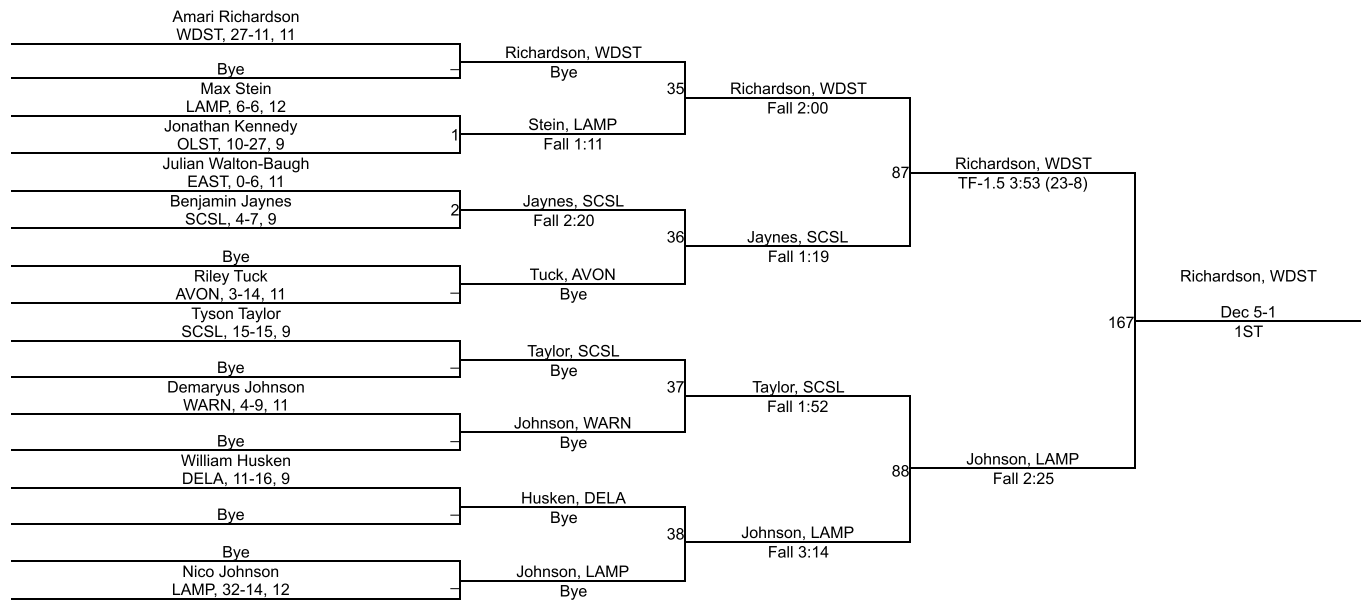 Amari Richardson
WDST, 27-11, 11
Bye
Max Stein
LAMP, 6-6, 12
Jonathan Kennedy
OLST, 10-27, 9
Julian Walton-Baugh
EAST, 0-6, 11
Benjamin Jaynes
SCSL, 4-7, 9
Bye
Riley Tuck
AVON, 3-14, 11
Tyson Taylor
SCSL, 15-15, 9
Bye
Demaryus Johnson
WARN, 4-9, 11
Bye
William Husken
DELA, 11-16, 9
Bye
Bye
Nico Johnson
LAMP, 32-14, 12
1
2
Richardson, WDST
Bye
Stein, LAMP
Fall 1:11
Jaynes, SCSL
Fall 2:20
Tuck, AVON
Bye
Taylor, SCSL
Bye
Johnson, WARN
Bye
Husken, DELA
Bye
Johnson, LAMP
Bye
35
36
37
38
Richardson, WDST
Fall 2:00
Jaynes, SCSL
Fall 1:19
Taylor, SCSL
Fall 1:52
Johnson, LAMP
Fall 3:14
87
88
Richardson, WDST
TF-1.5 3:53 (23-8)
Johnson, LAMP
Fall 2:25
167
Richardson, WDST
Dec 5-1
1ST